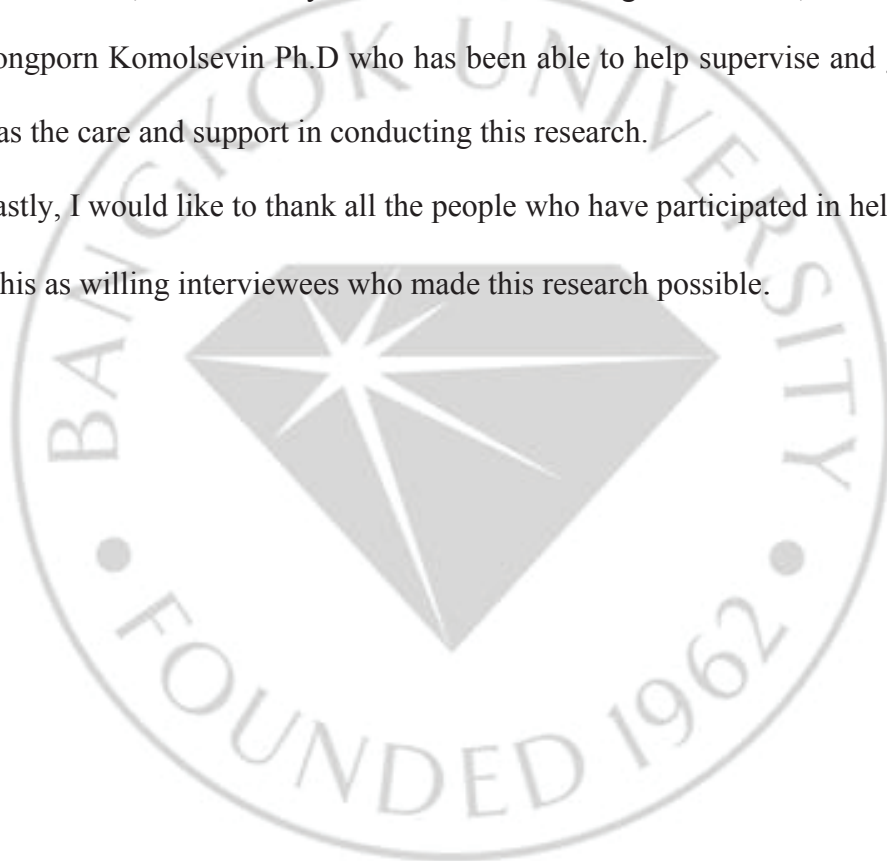 ongporn Komolsevin Ph.D who has been able to help supervise and
as the care and support in conducting this research.
astly, I would like to thank all the people who have participated in hel
his as willing interviewees who made this research possible.
BANGKOK UNIVERSITY
• FOUNDED 1962 •